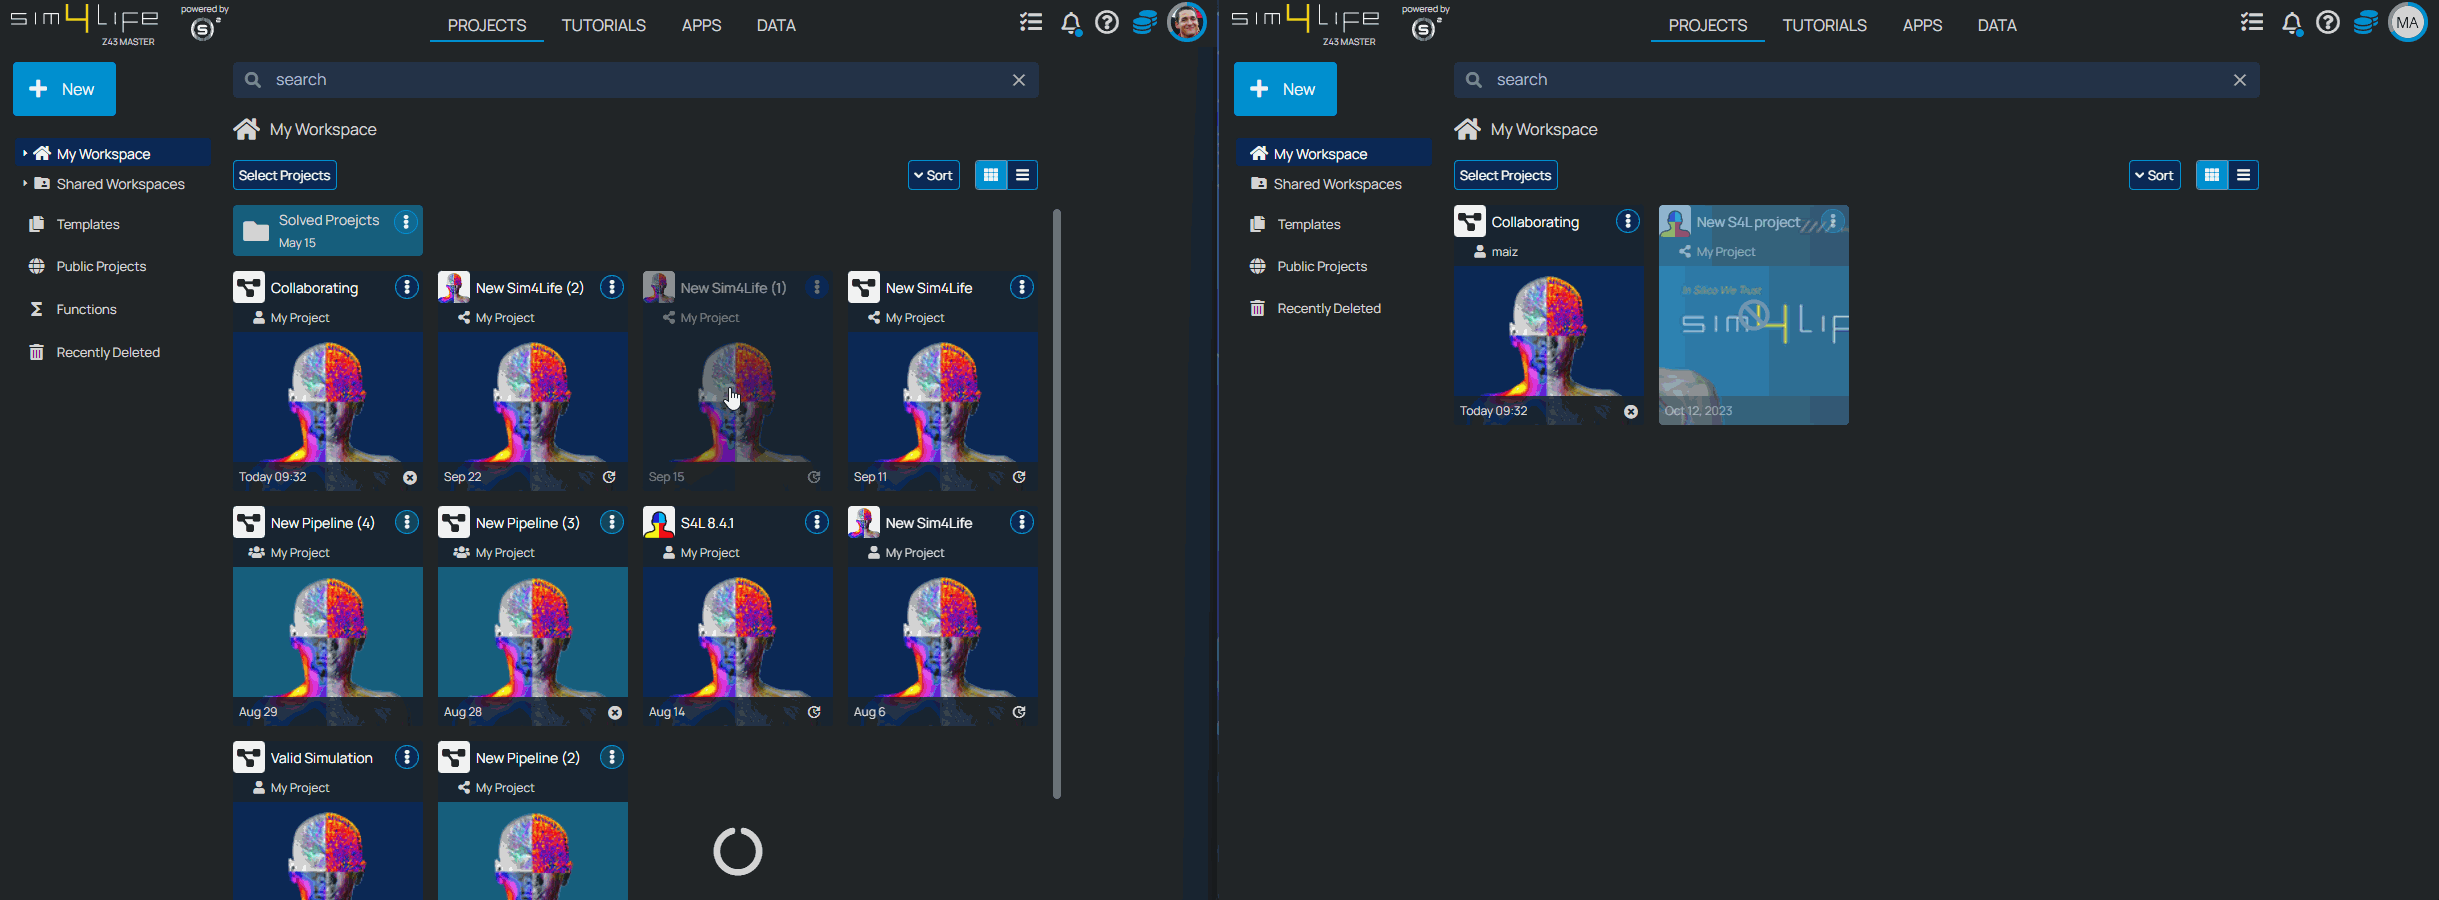 sim4life
Z43 MASTER
powered by
PROJECTS
TUTORIALS
APPS
DATA
New
search
My Workspace
My Workspace
Shared Workspaces
Templates
Public Projects
Functions
Recently Deleted
Select Projects
Sort
Solved Proejcts
May 15
Collaborating
My Project
Today 09:32
New Sim4Life (2)
My Project
Sep 22
New Sim4Life (1)
My Project
Sep 15
New Sim4Life
My Project
Sep 11
New Pipeline (4)
My Project
Aug 29
New Pipeline (3)
My Project
Aug 28
S4L 8.4.1
My Project
Aug 14
New Sim4Life
My Project
Aug 6
Valid Simulation
My Project
New Pipeline (2)
My Project
sim4life
Z43 MASTER
powered by
PROJECTS
TUTORIALS
APPS
DATA
MA
New
search
My Workspace
My Workspace
Shared Workspaces
Templates
Public Projects
Recently Deleted
Select Projects
Sort
Collaborating
maiz
Today 09:32
New S4L project
My Project
In Silico We Trust
sim4Lif
Oct 12, 2023